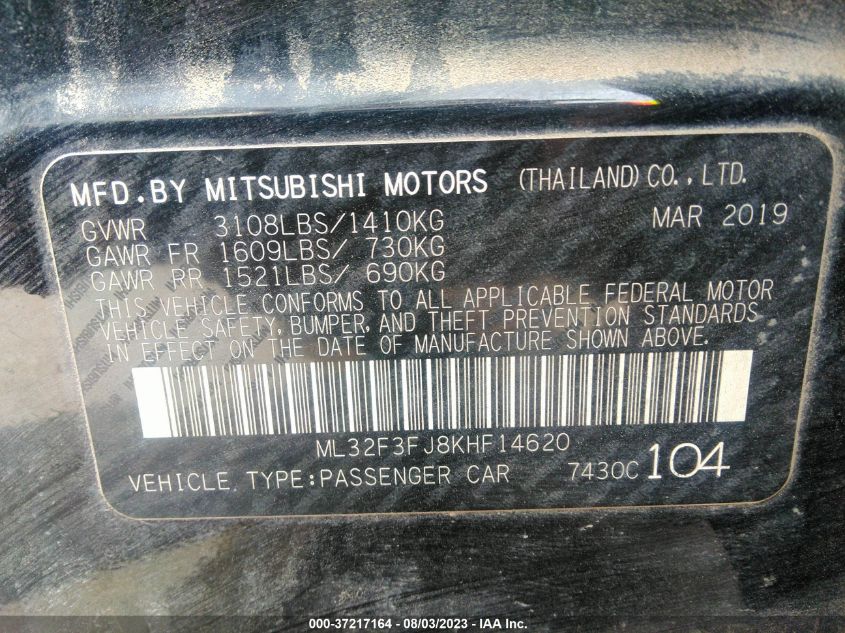 MFD.BY MITSUBISHI MOTORS (THAILAND) CO.,LTD.
GVWR 3108LBS/1410KG MAR 2019
GAWR FR 1609LBS/ 730KG
GAWR RR 1521LBS/ 690KG
THIS VEHICLE CONFORMS TO ALL APPLICABLE FEDERAL MOTOR
VEHICLE SAFETY, BUMPER, AND THEFT PREVENTION STANDARDS
IN EFFECT ON THE DATE OF MANUFACTURE SHOWN ABOVE.
ML32F3FJ8KHF14620
VEHICLE TYPE:PASSENGER CAR 7430C 104
000-37217164 - 08/03/2023 - IAA Inc.